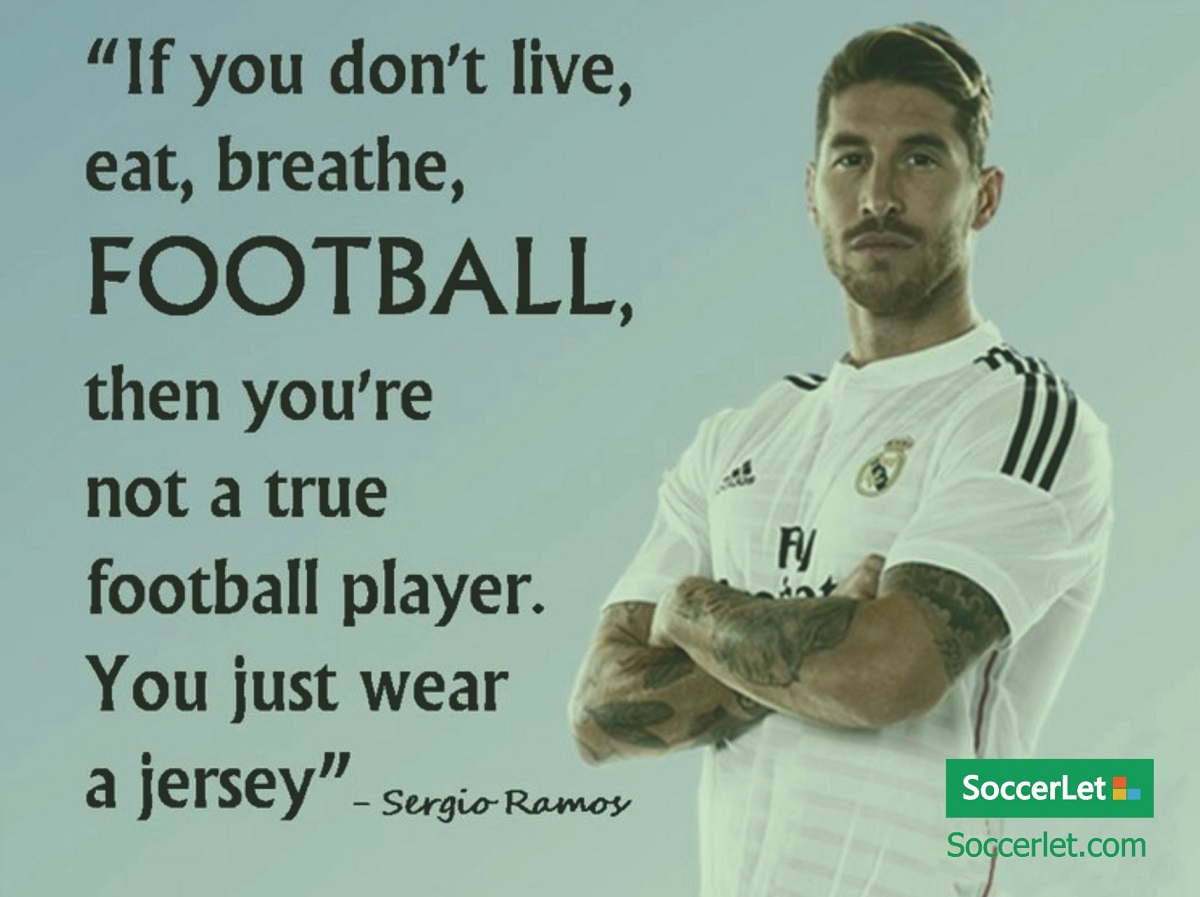 “If you don’t live,
eat, breathe,
FOOTBALL,
then you’re
not a true
football player.
You just wear
a jersey” - Sergio Ramos
adidas
Fly
SoccerLet
Soccerlet.com